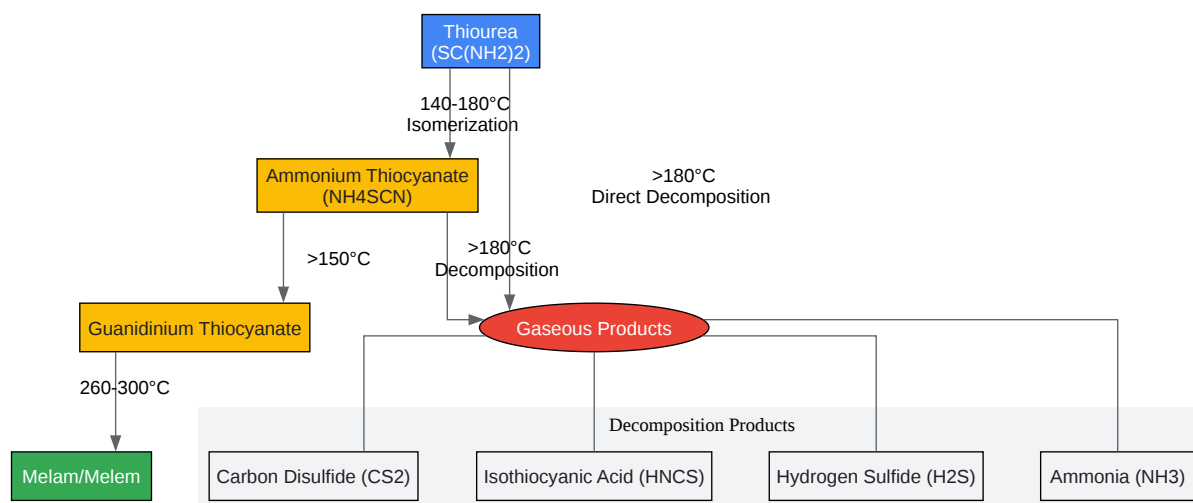 Thiourea
(SC(NH2)2)
140-180°C
Isomerization
Ammonium Thiocyanate
(NH4SCN)
>180°C
Direct Decomposition
>150°C
>180°C
Decomposition
Guanidinium Thiocyanate
Gaseous Products
260-300°C
Decomposition Products
Melam/Melem
Carbon Disulfide (CS2)
Isothiocyanic Acid (HNCS)
Hydrogen Sulfide (H2S)
Ammonia (NH3)